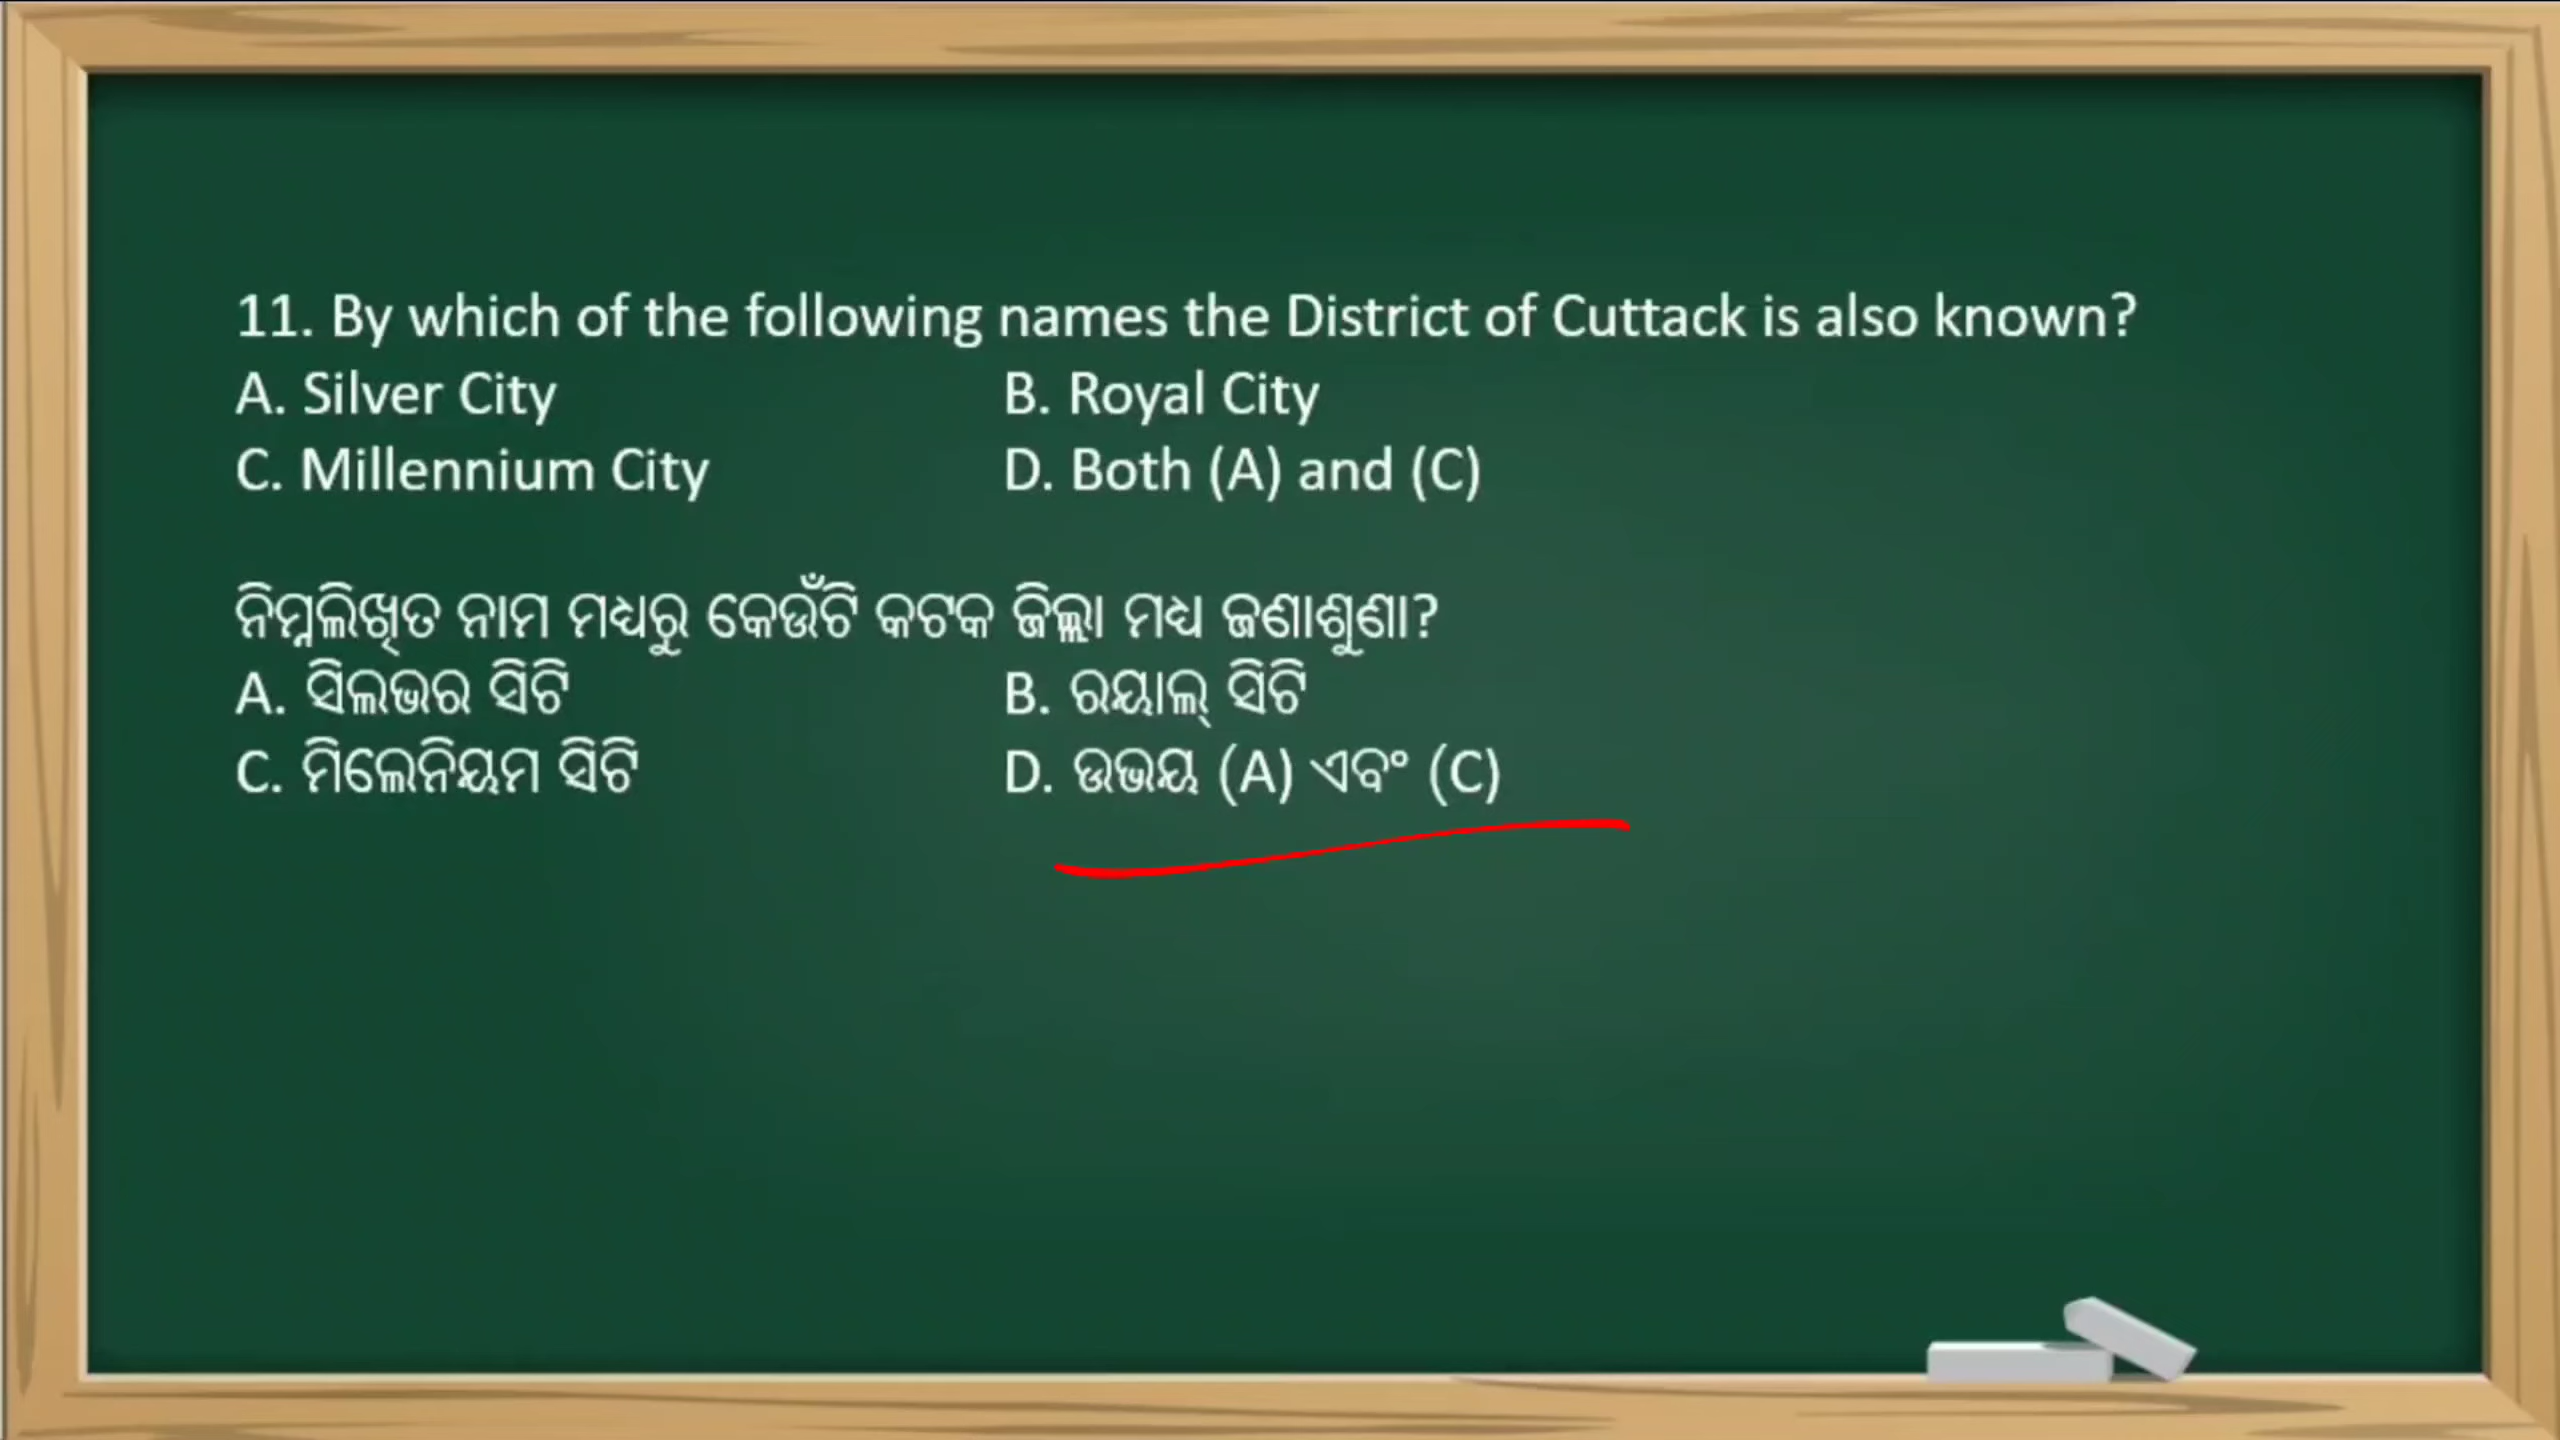 11. By which of the following names the District of Cuttack is also known?
A. Silver City B. Royal City
C. Millennium City D. Both (A) and (C)
ନିମ୍ନଲିଖିତ ନାମ ମଧ୍ୟରୁ କେଉଁଟି କଟକ ଜିଲ୍ଲା ମଧ୍ୟ ଜଣାଶୁଣା?
A. ସିଲଭର ସିଟି B. ରୟାଲ୍ ସିଟି
C. ମିଲେନିୟମ ସିଟି D. ଉଭୟ (A) ଏବଂ (C)